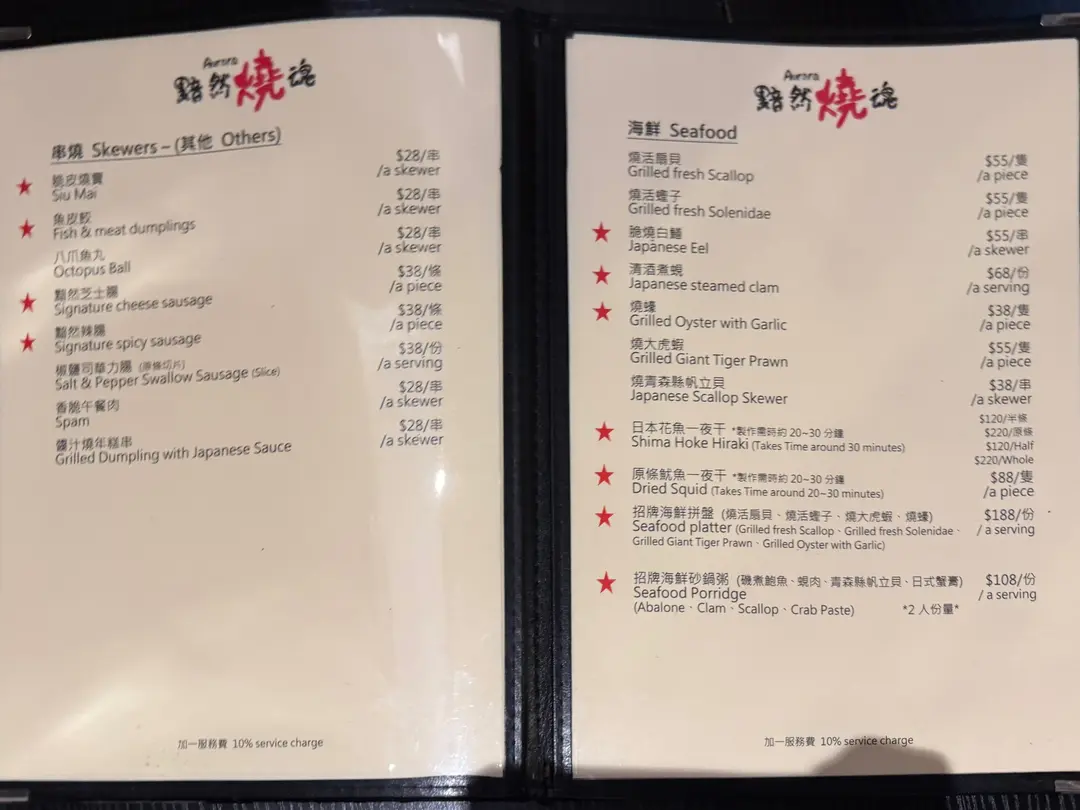 Aurora
黯然燒魂
串燒 Skewers – (其他 Others)
脆皮燒賣
Siu Mai
$28/串
/a skewer
魚皮餃
Fish & meat dumplings
$28/串
/a skewer
八爪魚丸
Octopus Ball
$28/串
/a skewer
黯然芝士腸
Signature cheese sausage
$38/條
/a piece
黯然辣腸
Signature spicy sausage
$38/條
/a piece
椒鹽司華力腸 (原條切片)
Salt & Pepper Swallow Sausage (Slice)
$38/份
/a serving
香脆午餐肉
Spam
$28/串
/a skewer
醬汁燒年糕串
Grilled Dumpling with Japanese Sauce
$28/串
/a skewer
加一服務費 10% service charge
Aurora
黯然燒魂
海鮮 Seafood
燒活扇貝
Grilled fresh Scallop
$55/隻
/a piece
燒活蟶子
Grilled fresh Solenidae
$55/隻
/a piece
脆燒白鱔
Japanese Eel
$55/串
/a skewer
清酒煮蜆
Japanese steamed clam
$68/份
/a serving
燒蠔
Grilled Oyster with Garlic
$38/隻
/a piece
燒大虎蝦
Grilled Giant Tiger Prawn
$55/隻
/a piece
燒青森縣帆立貝
Japanese Scallop Skewer
$38/串
/a skewer
日本花魚一夜干 *製作需時約 20~30 分鐘
Shima Hoke Hiraki (Takes Time around 30 minutes)
$120/半條
$220/原條
$120/Half
$220/Whole
原條魷魚一夜干 *製作需時約 20~30 分鐘
Dried Squid (Takes Time around 20~30 minutes)
$88/隻
/a piece
招牌海鮮拼盤 (燒活扇貝、燒活蟶子、燒大虎蝦、燒蠔)
Seafood platter (Grilled fresh Scallop、Grilled fresh Solenidae、
Grilled Giant Tiger Prawn、Grilled Oyster with Garlic)
$188/份
/ a serving
招牌海鮮砂鍋粥 (磯煮鮑魚、蜆肉、青森縣帆立貝、日式蟹膏)
Seafood Porridge
(Abalone、Clam、Scallop、Crab Paste) *2 人份量*
$108/份
/ a serving
加一服務費 10% service charge